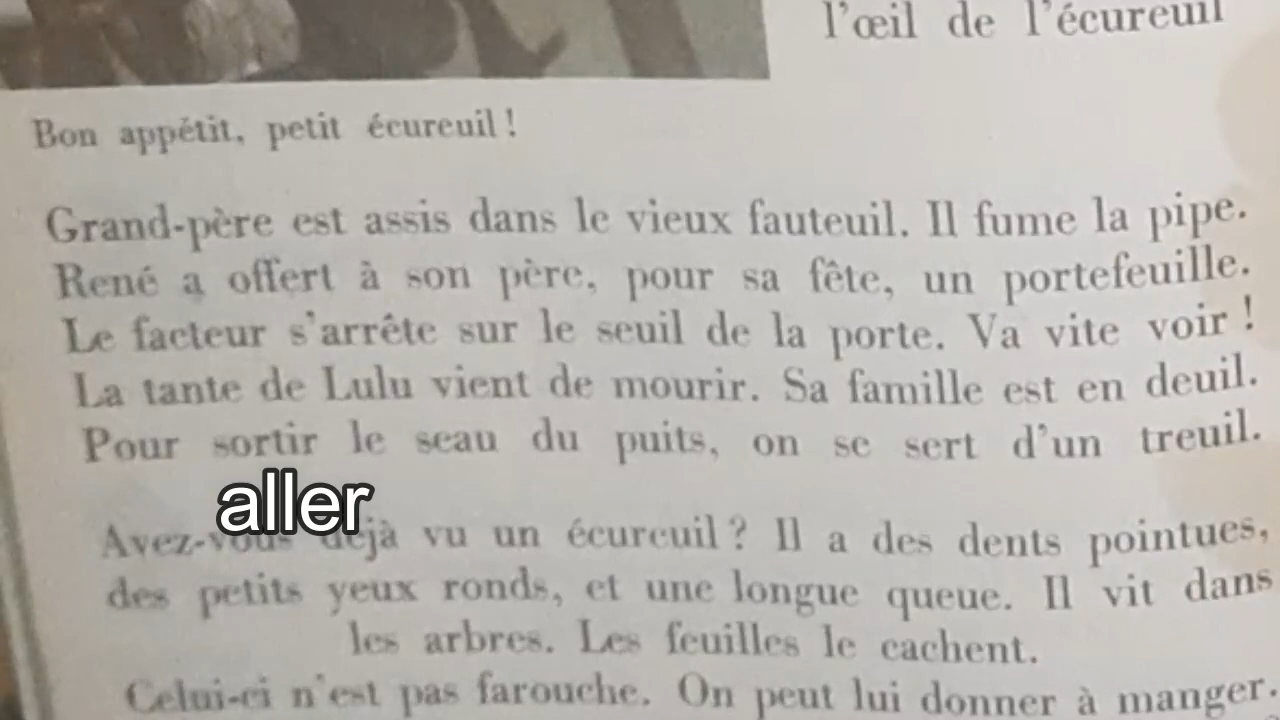 l'œil de l'écureuil
Bon appétit, petit écureuil !
Grand-père est assis dans le vieux fauteuil. Il fume la pipe.
René a offert à son père, pour sa fête, un portefeuille.
Le facteur s'arrête sur le seuil de la porte. Va vite voir !
La tante de Lulu vient de mourir. Sa famille est en deuil.
Pour sortir le seau du puits, on se sert d'un treuil.
aller
Avez-vous déjà vu un écureuil ? Il a des dents pointues,
des petits yeux ronds, et une longue queue. Il vit dans
les arbres. Les feuilles le cachent.
Celui-ci n'est pas farouche. On peut lui donner à manger.